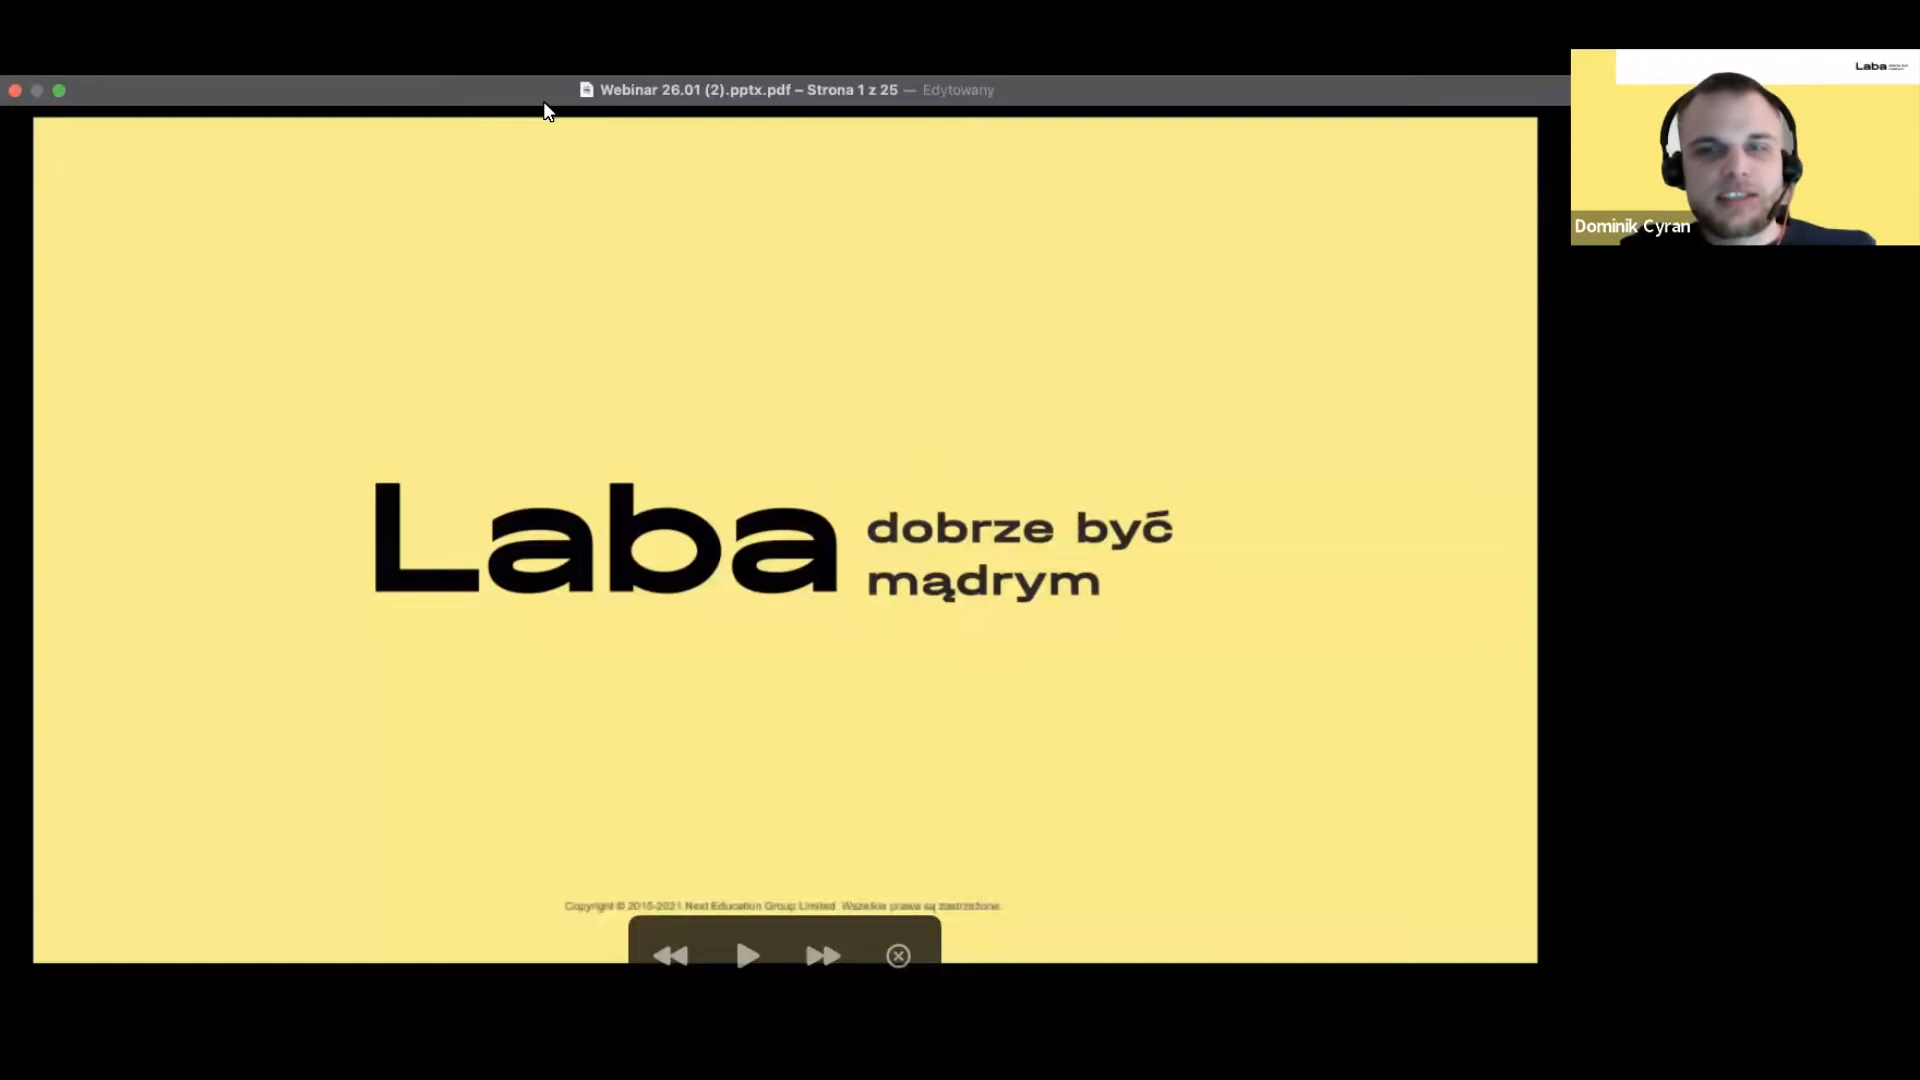 Webinar 26.01 (2).pptx.pdf – Strona 1 z 25 — Edytowany
Laba
Dominik Cyran
Laba dobrze być
mądrym
Copyright © 2015-2021 Next Education Group Limited. Wszelkie prawa są zastrzeżone.